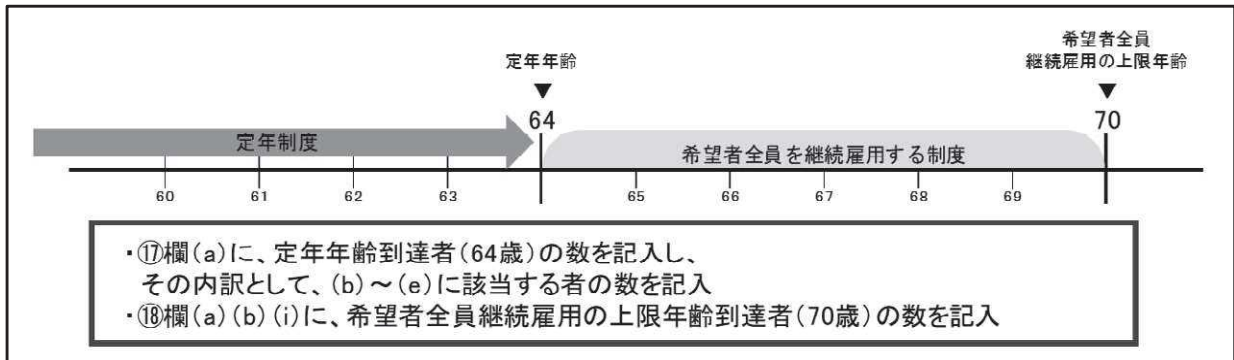 希望者全員
継続雇用の上限年齢
定年年齢
64
70
定年制度
希望者全員を継続雇用する制度
60
61
62
63
65
66
67
68
69
・⑰欄(a)に、定年年齢到達者(64歳)の数を記入し、
その内訳として、(b)~(e)に該当する者の数を記入
・⑱欄(a)(b)(i)に、希望者全員継続雇用の上限年齢到達者(70歳)の数を記入